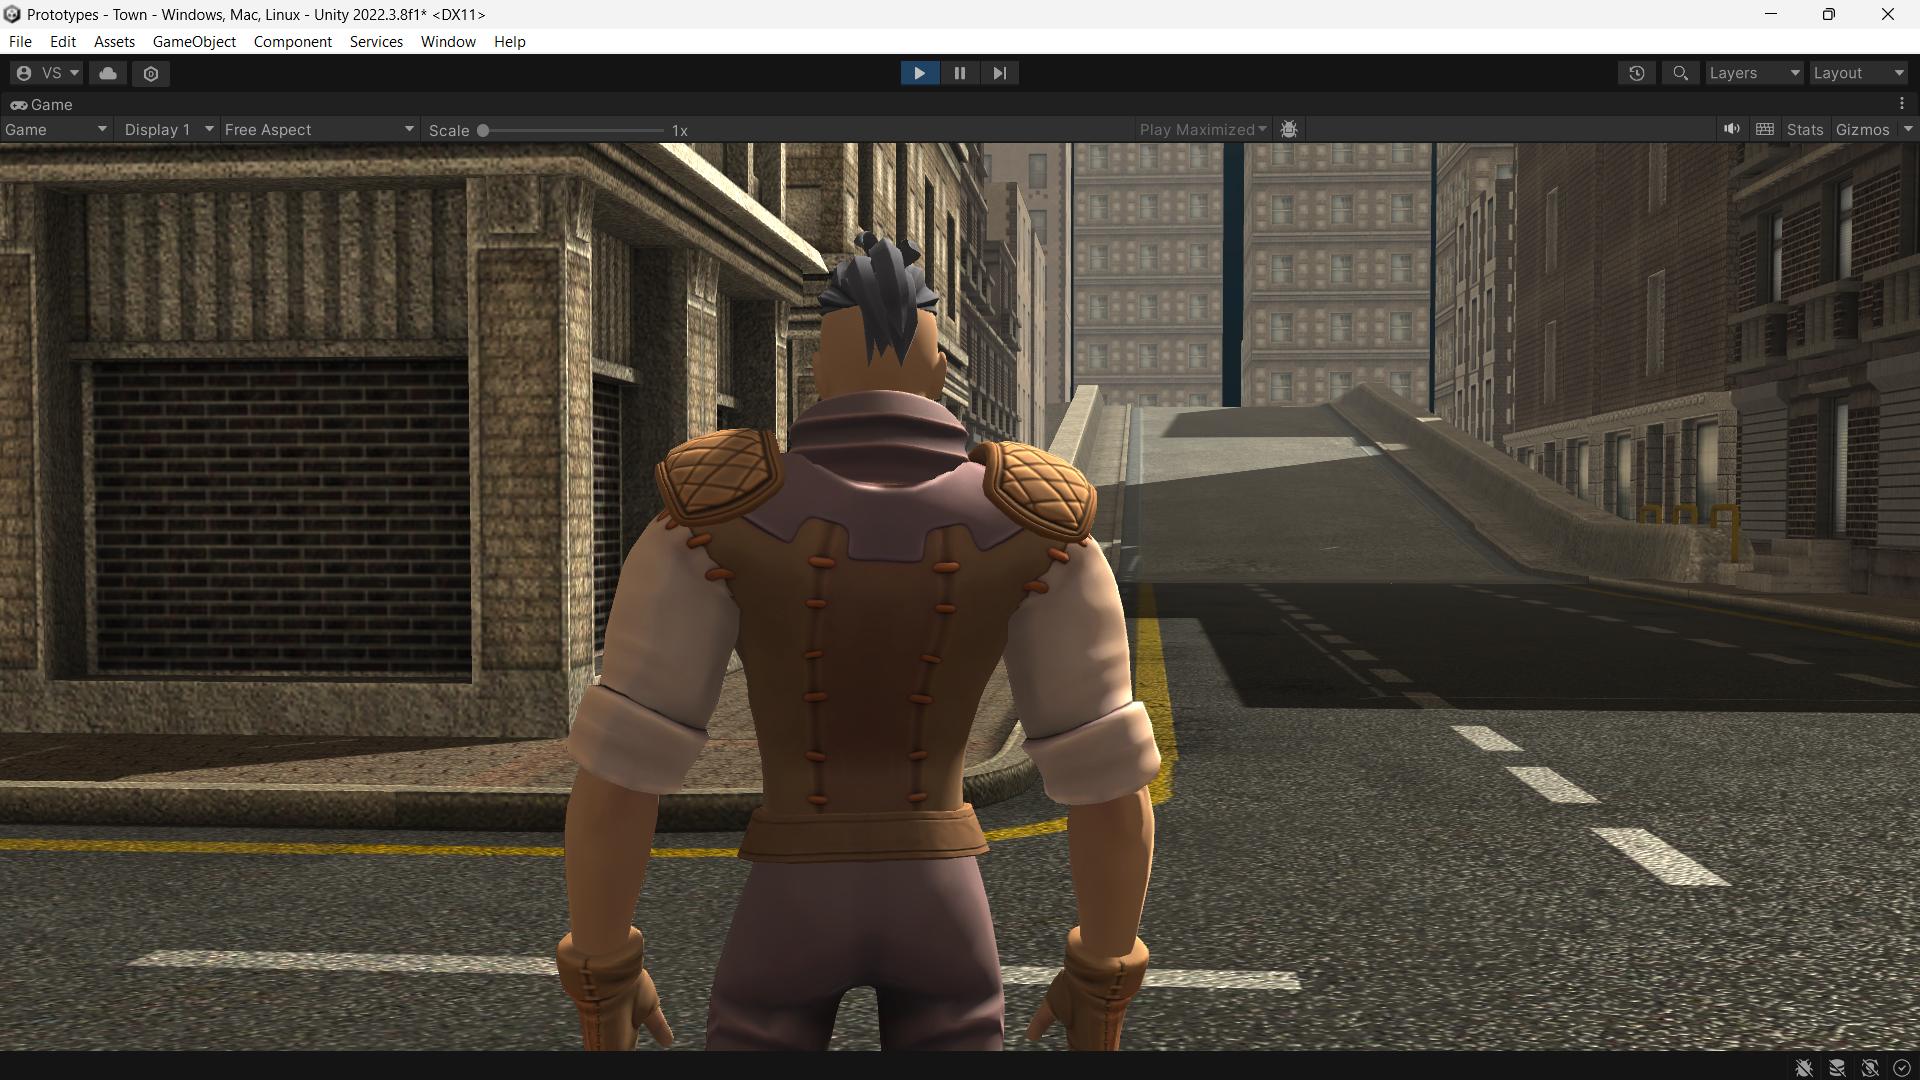 Prototypes - Town - Windows, Mac, Linux - Unity 2022.3.8f1* <DX11>
File Edit Assets GameObject Component Services Window Help
VS Layers Layout
Game
Game Display 1 Free Aspect Scale 1x Play Maximized Stats Gizmos